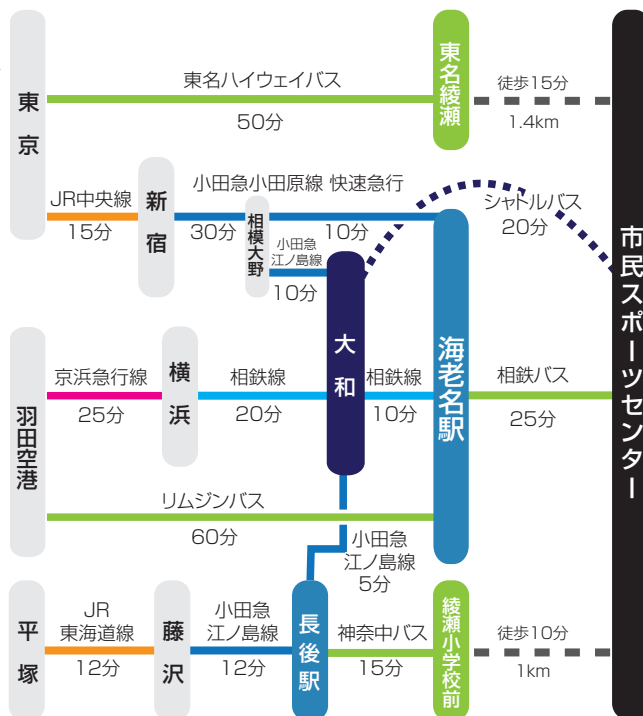 東京
東名ハイウェイバス
50分
東名綾瀬
徒歩15分
1.4km
市民スポーツセンター
JR中央線
15分
新宿
小田急小田原線 快速急行
30分
相模大野
10分
小田急
江ノ島線
10分
シャトルバス
20分
大和
海老名駅
羽田空港
京浜急行線
25分
横浜
相鉄線
20分
相鉄線
10分
相鉄バス
25分
リムジンバス
60分
小田急
江ノ島線
5分
平塚
JR
東海道線
12分
藤沢
小田急
江ノ島線
12分
長後駅
神奈中バス
15分
綾瀬小学校前
徒歩10分
1km